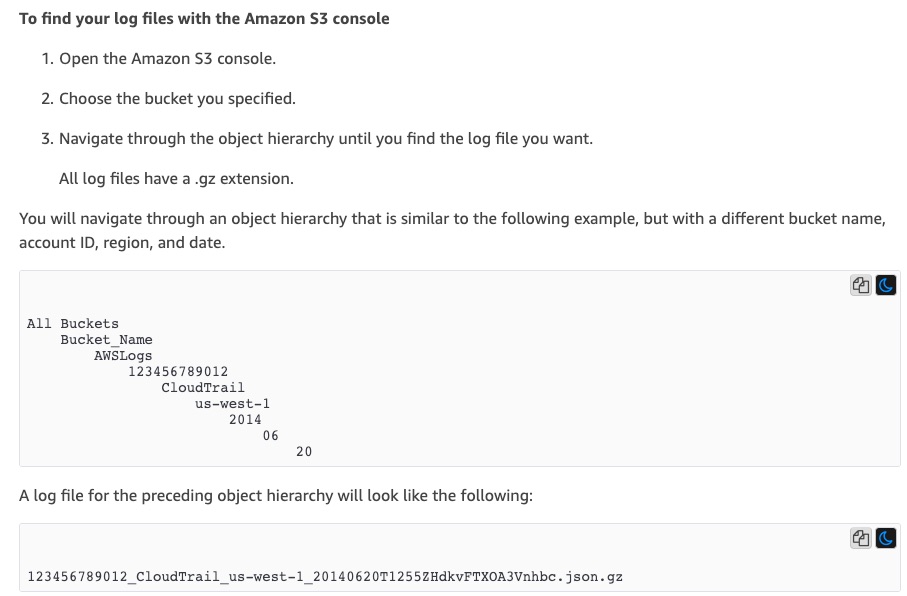 To find your log files with the Amazon S3 console
1. Open the Amazon S3 console.
2. Choose the bucket you specified.
3. Navigate through the object hierarchy until you find the log file you want.
All log files have a .gz extension.
You will navigate through an object hierarchy that is similar to the following example, but with a different bucket name,
account ID, region, and date.
All Buckets
    Bucket_Name
        AWSLogs
            123456789012
                CloudTrail
                    us-west-1
                        2014
                            06
                                20
A log file for the preceding object hierarchy will look like the following:
123456789012_CloudTrail_us-west-1_20140620T1255ZHdkvFTXOA3Vnhbc.json.gz